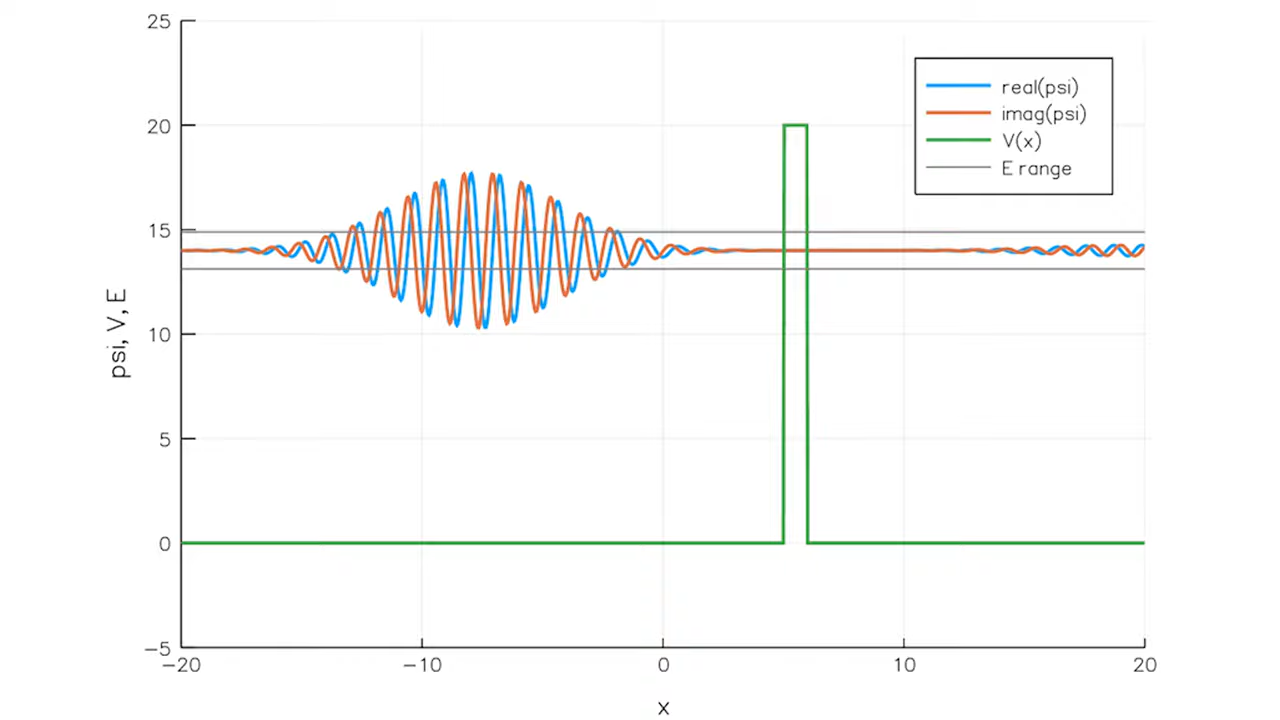 25
20
15
10
5
0
−5
psi, V, E
−20
−10
0
10
20
x
real(psi)
imag(psi)
V(x)
E range